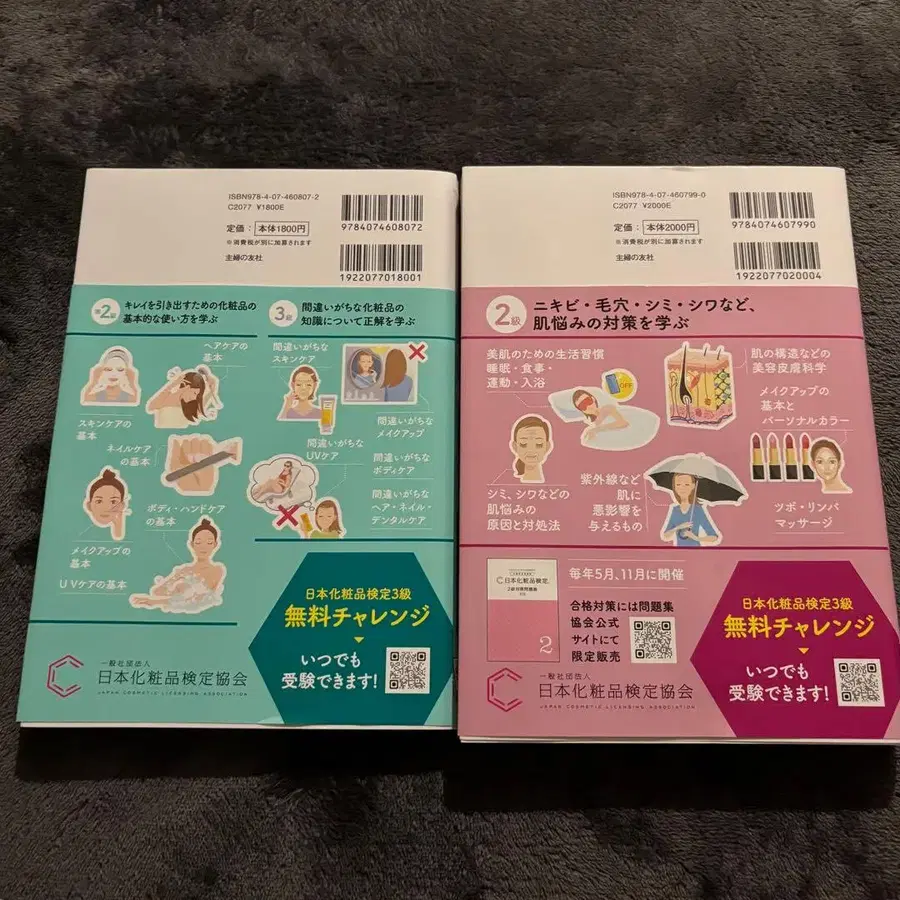 ISBN978-4-07-460807-2
C2077 ¥1800E
定価：本体1800円
※消費税が別に加算されます
主婦の友社
9784074608072
1922077018001
準2級
キレイを引き出すための化粧品の
基本的な使い方を学ぶ
3級
間違いがちな化粧品の
知識について正解を学ぶ
ヘアケアの
基本
スキンケアの
基本
ネイルケア
の基本
ボディ・ハンドケア
の基本
メイクアップの
基本
UVケアの基本
間違いがちな
スキンケア
間違いがちな
メイクアップ
間違いがちな
UVケア
間違いがちな
ボディケア
間違いがちな
ヘア・ネイル・
デンタルケア
日本化粧品検定3級
無料チャレンジ
いつでも
受験できます!
一般社団法人
日本化粧品検定協会
JAPAN COSMETIC LICENSING ASSOCIATION
ISBN978-4-07-460799-0
C2077 ¥2000E
定価：本体2000円
※消費税が別に加算されます
主婦の友社
9784074607990
1922077020004
2級
ニキビ・毛穴・シミ・シワなど、
肌悩みの対策を学ぶ
美肌のための生活習慣
睡眠・食事・
運動・入浴
OFF
肌の構造などの
美容皮膚科学
メイクアップの
基本と
パーソナルカラー
シミ、シワなどの
肌悩みの
原因と対処法
紫外線など
肌に
悪影響を
与えるもの
ツボ・リンパ
マッサージ
日本化粧品検定
2
毎年5月、11月に開催
合格対策には問題集
協会公式
サイトにて
限定販売
日本化粧品検定3級
無料チャレンジ
いつでも
受験できます!
一般社団法人
日本化粧品検定協会
JAPAN COSMETIC LICENSING ASSOCIATION